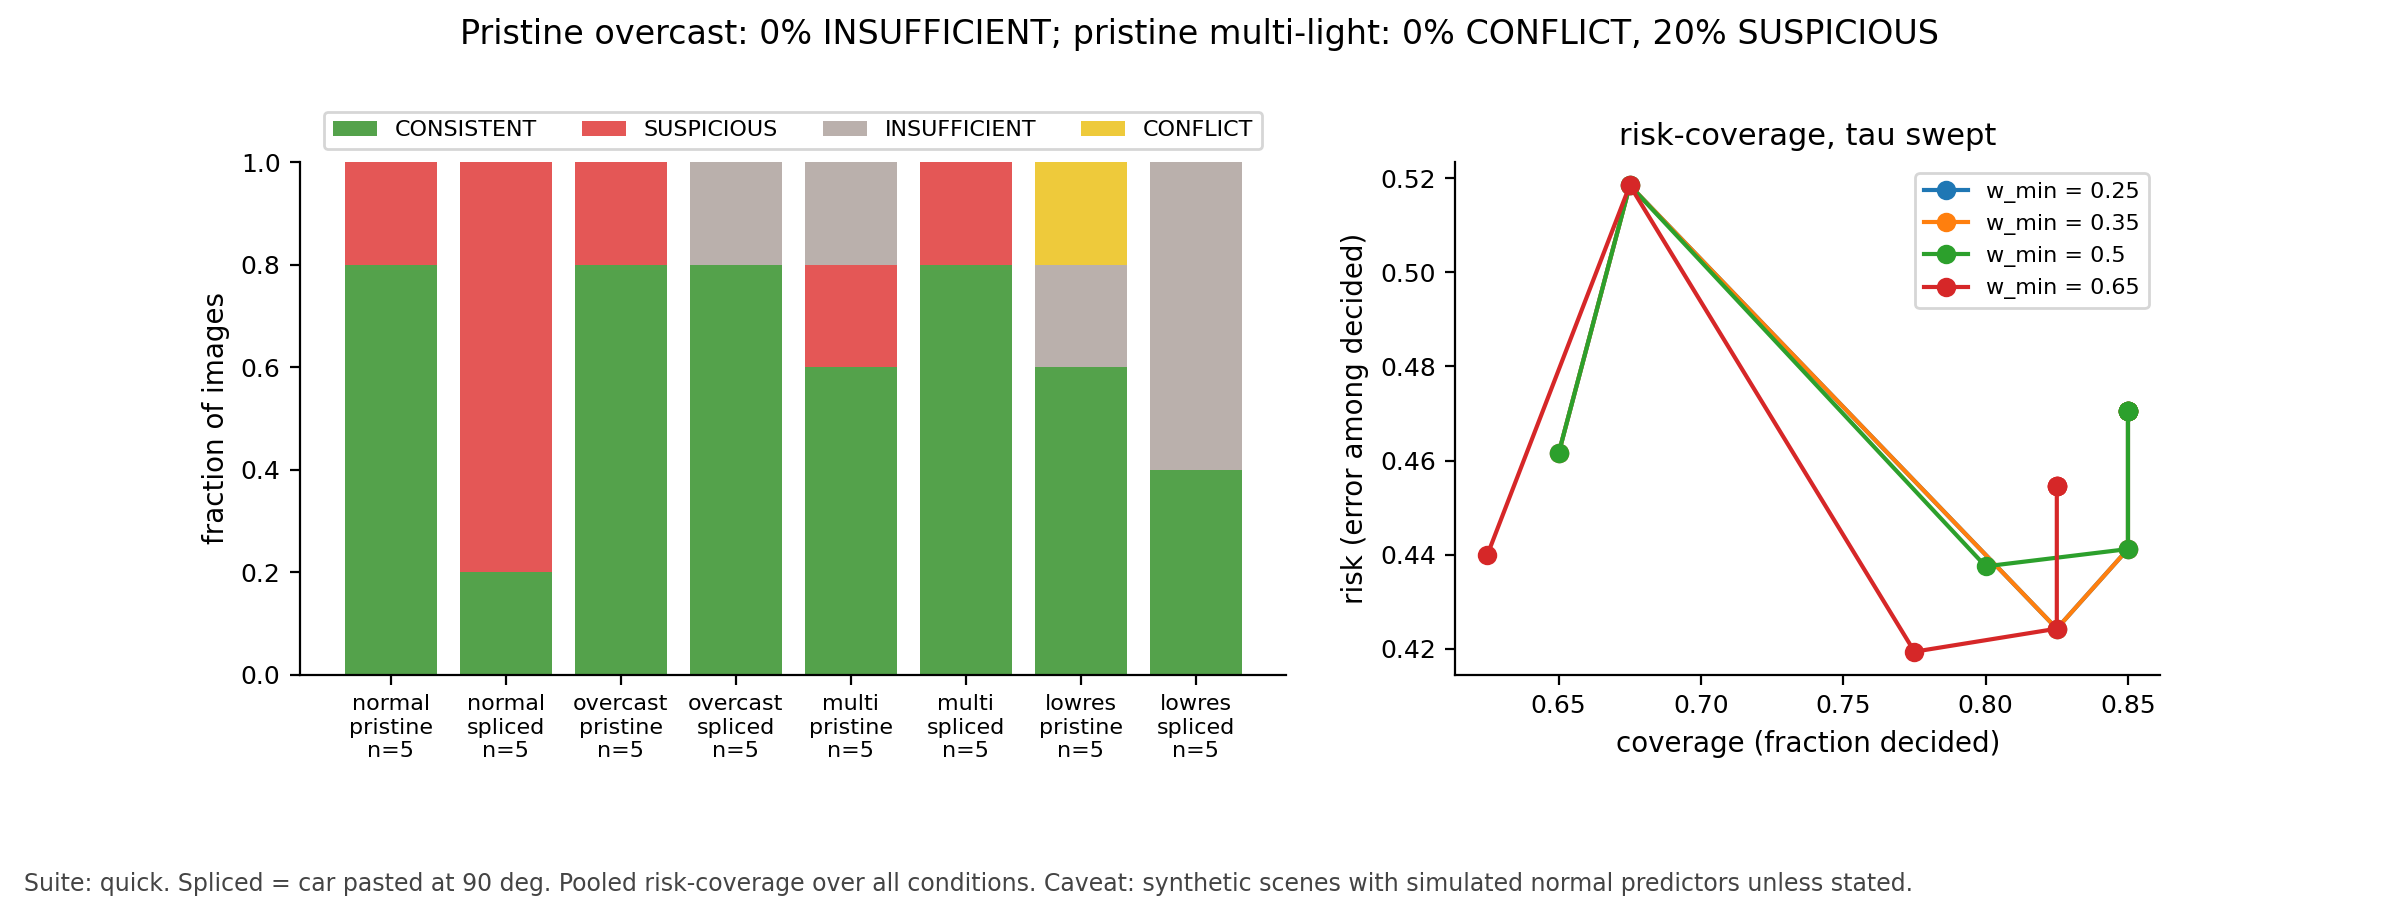 Pristine overcast: 0% INSUFFICIENT; pristine multi-light: 0% CONFLICT, 20% SUSPICIOUS
CONSISTENT SUSPICIOUS INSUFFICIENT CONFLICT
fraction of images
1.0
0.8
0.6
0.4
0.2
0.0
normal
pristine
n=5
normal
spliced
n=5
overcast
pristine
n=5
overcast
spliced
n=5
multi
pristine
n=5
multi
spliced
n=5
lowres
pristine
n=5
lowres
spliced
n=5
risk-coverage, tau swept
w_min = 0.25
w_min = 0.35
w_min = 0.5
w_min = 0.65
risk (error among decided)
0.52
0.50
0.48
0.46
0.44
0.42
0.65 0.70 0.75 0.80 0.85
coverage (fraction decided)
Suite: quick. Spliced = car pasted at 90 deg. Pooled risk-coverage over all conditions. Caveat: synthetic scenes with simulated normal predictors unless stated.